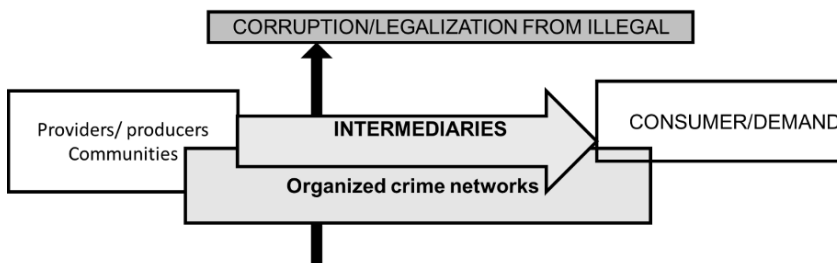 CORRUPTION/LEGALIZATION FROM ILLEGAL
Providers/ producers
Communities
INTERMEDIARIES
CONSUMER/DEMAND
Organized crime networks